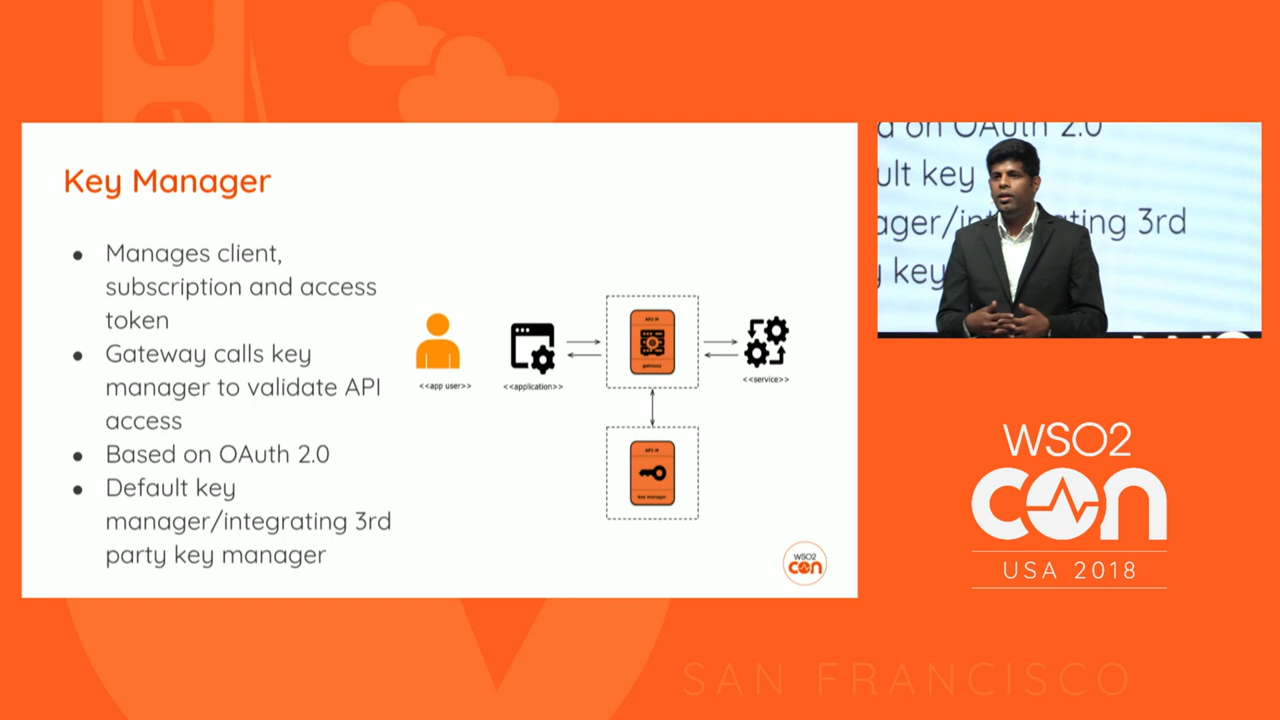 Key Manager
● Manages client,
subscription and access
token
● Gateway calls key
manager to validate API
access
● Based on OAuth 2.0
● Default key
manager/integrating 3rd
party key manager
<<app user>>
<<application>>
API M
gateway
<<service>>
API M
key manager
WSO2
con
d on OAuth 2.0
ult key
ager/int ating 3rd
y key
WSO2
con
USA 2018
SAN FRANCISCO